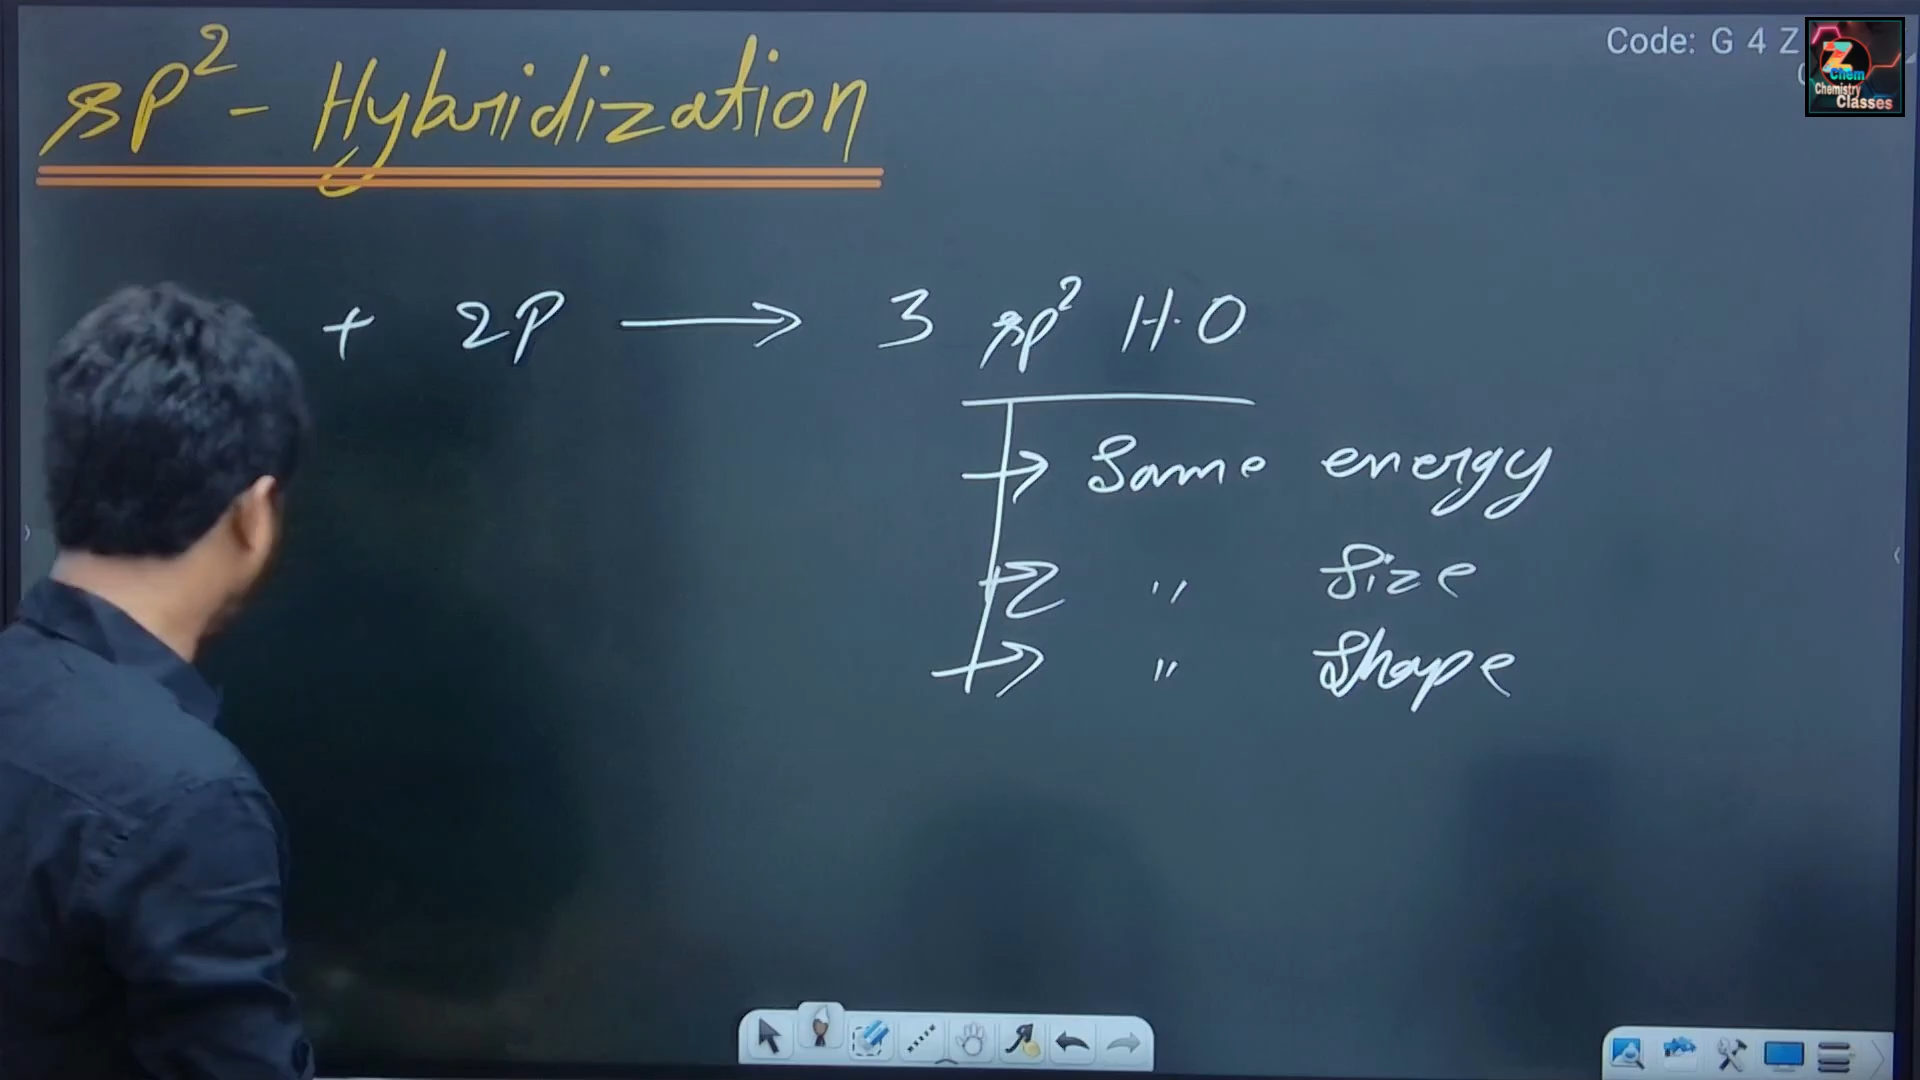 sp² - Hybridization
Code: G 4 Z
Z
Chem
Chemistry
Classes
+ 2P → 3 sp² H.O
→ Same energy
→ " Size
→ " Shape